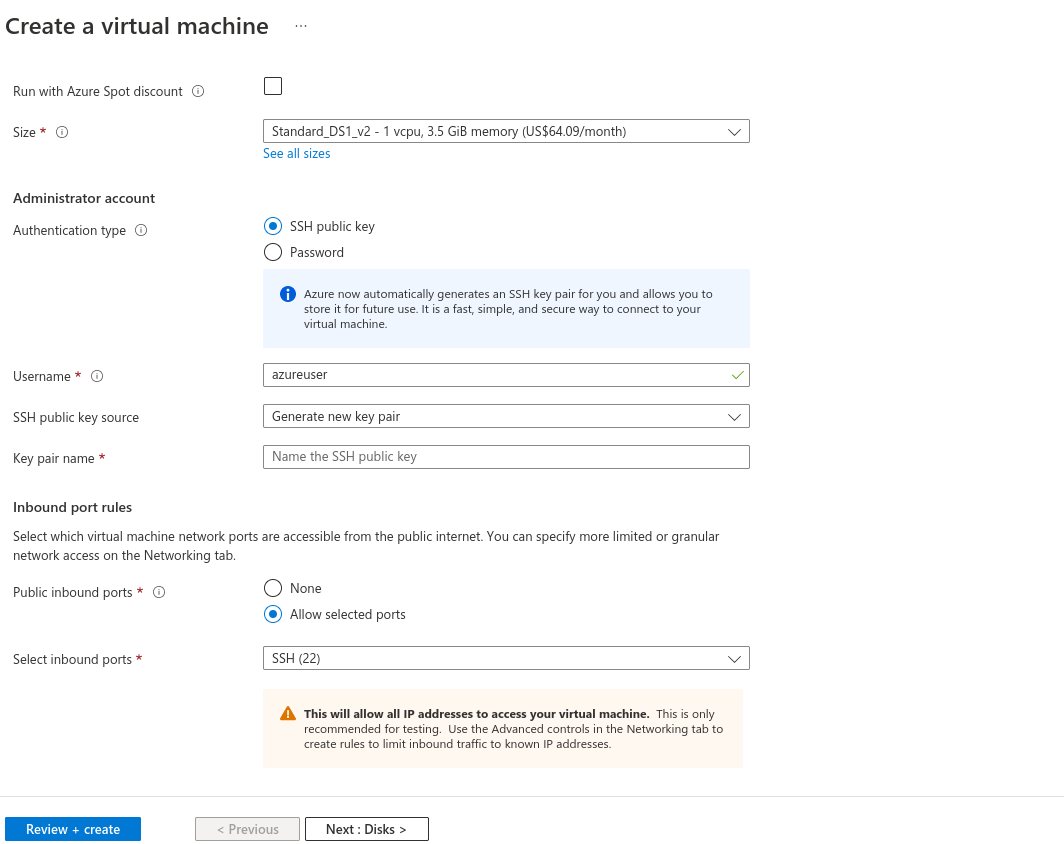 Create a virtual machine ...
Run with Azure Spot discount
Size *
Standard_DS1_v2 - 1 vcpu, 3.5 GiB memory (US$64.09/month)
See all sizes
Administrator account
Authentication type
SSH public key
Password
Azure now automatically generates an SSH key pair for you and allows you to
store it for future use. It is a fast, simple, and secure way to connect to your
virtual machine.
Username *
azureuser
SSH public key source
Generate new key pair
Key pair name *
Name the SSH public key
Inbound port rules
Select which virtual machine network ports are accessible from the public internet. You can specify more limited or granular
network access on the Networking tab.
Public inbound ports *
None
Allow selected ports
Select inbound ports *
SSH (22)
This will allow all IP addresses to access your virtual machine. This is only
recommended for testing. Use the Advanced controls in the Networking tab to
create rules to limit inbound traffic to known IP addresses.
Review + create
< Previous
Next : Disks >